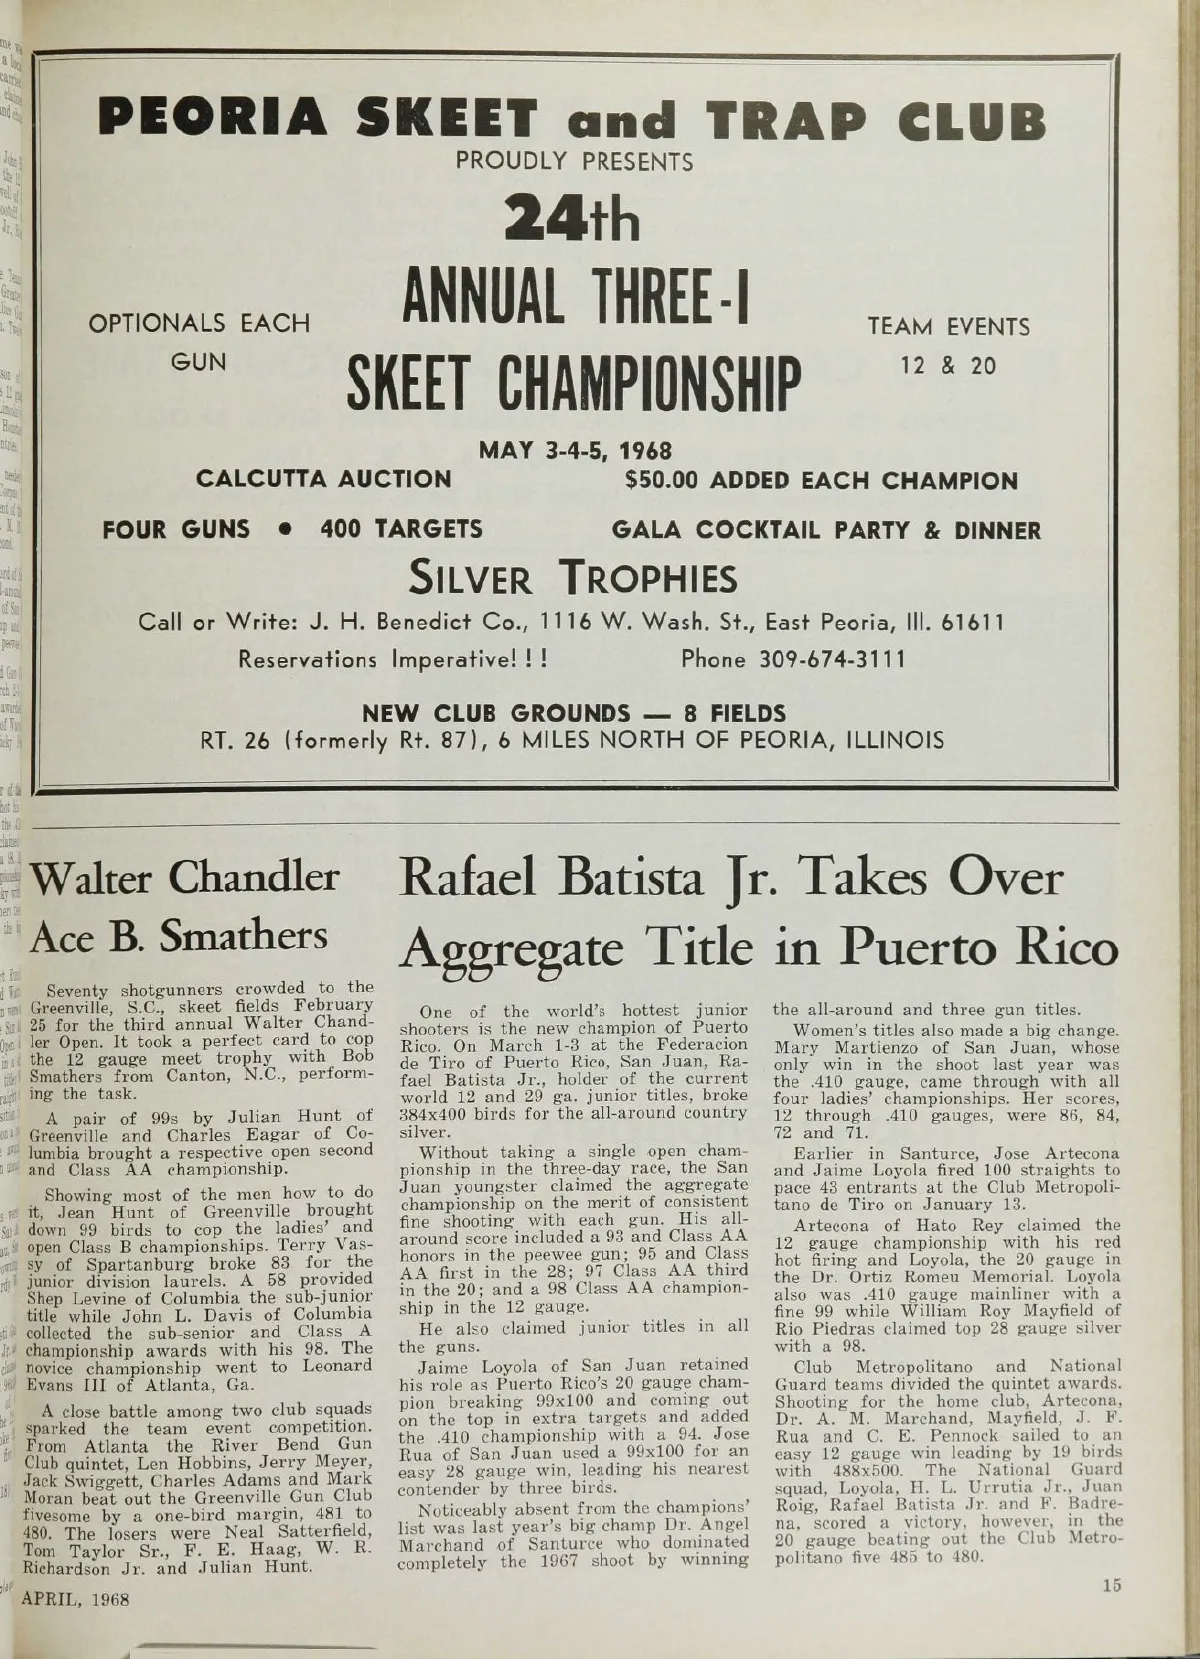 PEORIA SKEET and TRAP CLUB
PROUDLY PRESENTS
24th
ANNUAL THREE-I
SKEET CHAMPIONSHIP
OPTIONALS EACH
GUN
TEAM EVENTS
12 & 20
MAY 3-4-5, 1968
CALCUTTA AUCTION $50.00 ADDED EACH CHAMPION
FOUR GUNS • 400 TARGETS GALA COCKTAIL PARTY & DINNER
SILVER TROPHIES
Call or Write: J. H. Benedict Co., 1116 W. Wash. St., East Peoria, Ill. 61611
Reservations Imperative! ! ! Phone 309-674-3111
NEW CLUB GROUNDS — 8 FIELDS
RT. 26 (formerly Rt. 87), 6 MILES NORTH OF PEORIA, ILLINOIS
Walter Chandler
Ace B. Smathers
Seventy shotgunners crowded to the
Greenville, S.C., skeet fields February
25 for the third annual Walter Chand-
ler Open. It took a perfect card to cop
the 12 gauge meet trophy with Bob
Smathers from Canton, N.C., perform-
ing the task.
A pair of 99s by Julian Hunt of
Greenville and Charles Eagar of Co-
lumbia brought a respective open second
and Class AA championship.
Showing most of the men how to do
it, Jean Hunt of Greenville brought
down 99 birds to cop the ladies' and
open Class B championships. Terry Vas-
sy of Spartanburg broke 83 for the
junior division laurels. A 58 provided
Shep Levine of Columbia the sub-junior
title while John L. Davis of Columbia
collected the sub-senior and Class A
championship awards with his 98. The
novice championship went to Leonard
Evans III of Atlanta, Ga.
A close battle among two club squads
sparked the team event competition.
From Atlanta the River Bend Gun
Club quintet, Len Hobbins, Jerry Meyer,
Jack Swiggett, Charles Adams and Mark
Moran beat out the Greenville Gun Club
fivesome by a one-bird margin, 481 to
480. The losers were Neal Satterfield,
Tom Taylor Sr., F. E. Haag, W. R.
Richardson Jr. and Julian Hunt.
Rafael Batista Jr. Takes Over
Aggregate Title in Puerto Rico
One of the world's hottest junior
shooters is the new champion of Puerto
Rico. On March 1-3 at the Federacion
de Tiro of Puerto Rico, San Juan, Ra-
fael Batista Jr., holder of the current
world 12 and 29 ga. junior titles, broke
384x400 birds for the all-around country
silver.
Without taking a single open cham-
pionship in the three-day race, the San
Juan youngster claimed the aggregate
championship on the merit of consistent
fine shooting with each gun. His all-
around score included a 93 and Class AA
honors in the peewee gun; 95 and Class
AA first in the 28; 97 Class AA third
in the 20; and a 98 Class AA champion-
ship in the 12 gauge.
He also claimed junior titles in all
the guns.
Jaime Loyola of San Juan retained
his role as Puerto Rico's 20 gauge cham-
pion breaking 99x100 and coming out
on the top in extra targets and added
the .410 championship with a 94. Jose
Rua of San Juan used a 99x100 for an
easy 28 gauge win, leading his nearest
contender by three birds.
Noticeably absent from the champions'
list was last year's big champ Dr. Angel
Marchand of Santurce who dominated
completely the 1967 shoot by winning
the all-around and three gun titles.
Women's titles also made a big change.
Mary Martienzo of San Juan, whose
only win in the shoot last year was
the .410 gauge, came through with all
four ladies' championships. Her scores,
12 through .410 gauges, were 86, 84,
72 and 71.
Earlier in Santurce, Jose Artecona
and Jaime Loyola fired 100 straights to
pace 43 entrants at the Club Metropoli-
tano de Tiro on January 13.
Artecona of Hato Rey claimed the
12 gauge championship with his red
hot firing and Loyola, the 20 gauge in
the Dr. Ortiz Romeu Memorial. Loyola
also was .410 gauge mainliner with a
fine 99 while William Roy Mayfield of
Rio Piedras claimed top 28 gauge silver
with a 98.
Club Metropolitano and National
Guard teams divided the quintet awards.
Shooting for the home club, Artecona,
Dr. A. M. Marchand, Mayfield, J. F.
Rua and C. E. Pennock sailed to an
easy 12 gauge win leading by 19 birds
with 488x500. The National Guard
squad, Loyola, H. L. Urrutia Jr., Juan
Roig, Rafael Batista Jr. and F. Badre-
na, scored a victory, however, in the
20 gauge beating out the Club Metro-
politano five 485 to 480.
APRIL, 1968
15